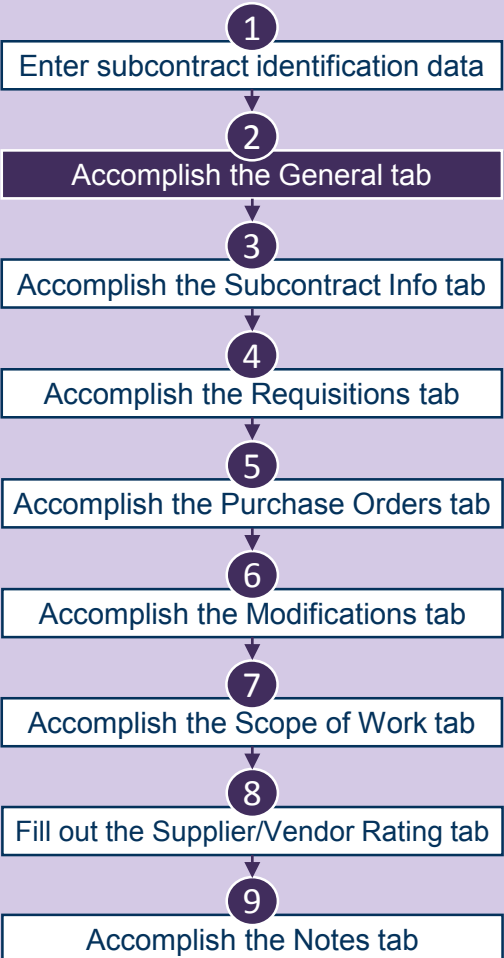 1
Enter subcontract identification data
2
Accomplish the General tab
3
Accomplish the Subcontract Info tab
4
Accomplish the Requisitions tab
5
Accomplish the Purchase Orders tab
6
Accomplish the Modifications tab
7
Accomplish the Scope of Work tab
8
Fill out the Supplier/Vendor Rating tab
9
Accomplish the Notes tab